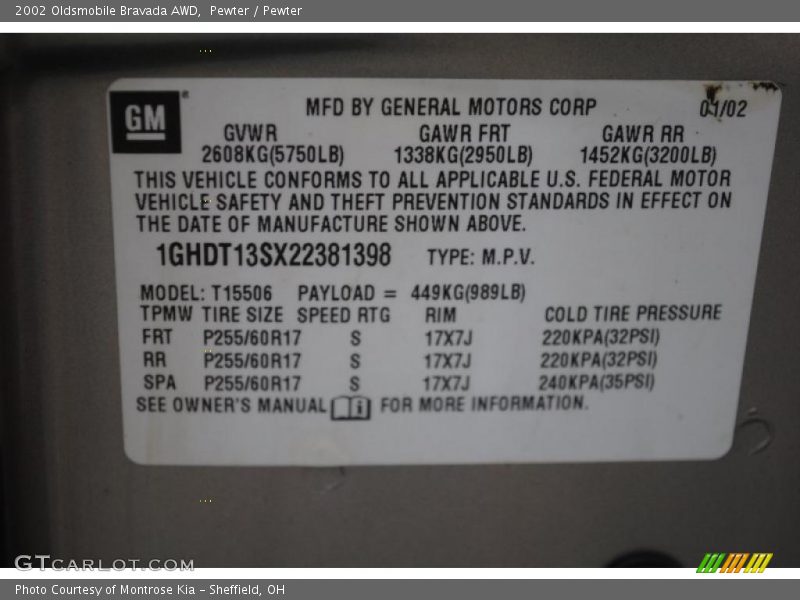 2002 Oldsmobile Bravada AWD, Pewter / Pewter
GM
MFD BY GENERAL MOTORS CORP 01/02
GVWR GAWR FRT GAWR RR
2608KG(5750LB) 1338KG(2950LB) 1452KG(3200LB)
THIS VEHICLE CONFORMS TO ALL APPLICABLE U.S. FEDERAL MOTOR
VEHICLE SAFETY AND THEFT PREVENTION STANDARDS IN EFFECT ON
THE DATE OF MANUFACTURE SHOWN ABOVE.
1GHDT13SX22381398 TYPE: M.P.V.
MODEL: T15506 PAYLOAD = 449KG(989LB)
TPMW TIRE SIZE SPEED RTG RIM COLD TIRE PRESSURE
FRT P255/60R17 S 17X7J 220KPA(32PSI)
RR P255/60R17 S 17X7J 220KPA(32PSI)
SPA P255/60R17 S 17X7J 240KPA(35PSI)
SEE OWNER'S MANUAL i FOR MORE INFORMATION.
GTCARLOT.COM
Photo Courtesy of Montrose Kia – Sheffield, OH